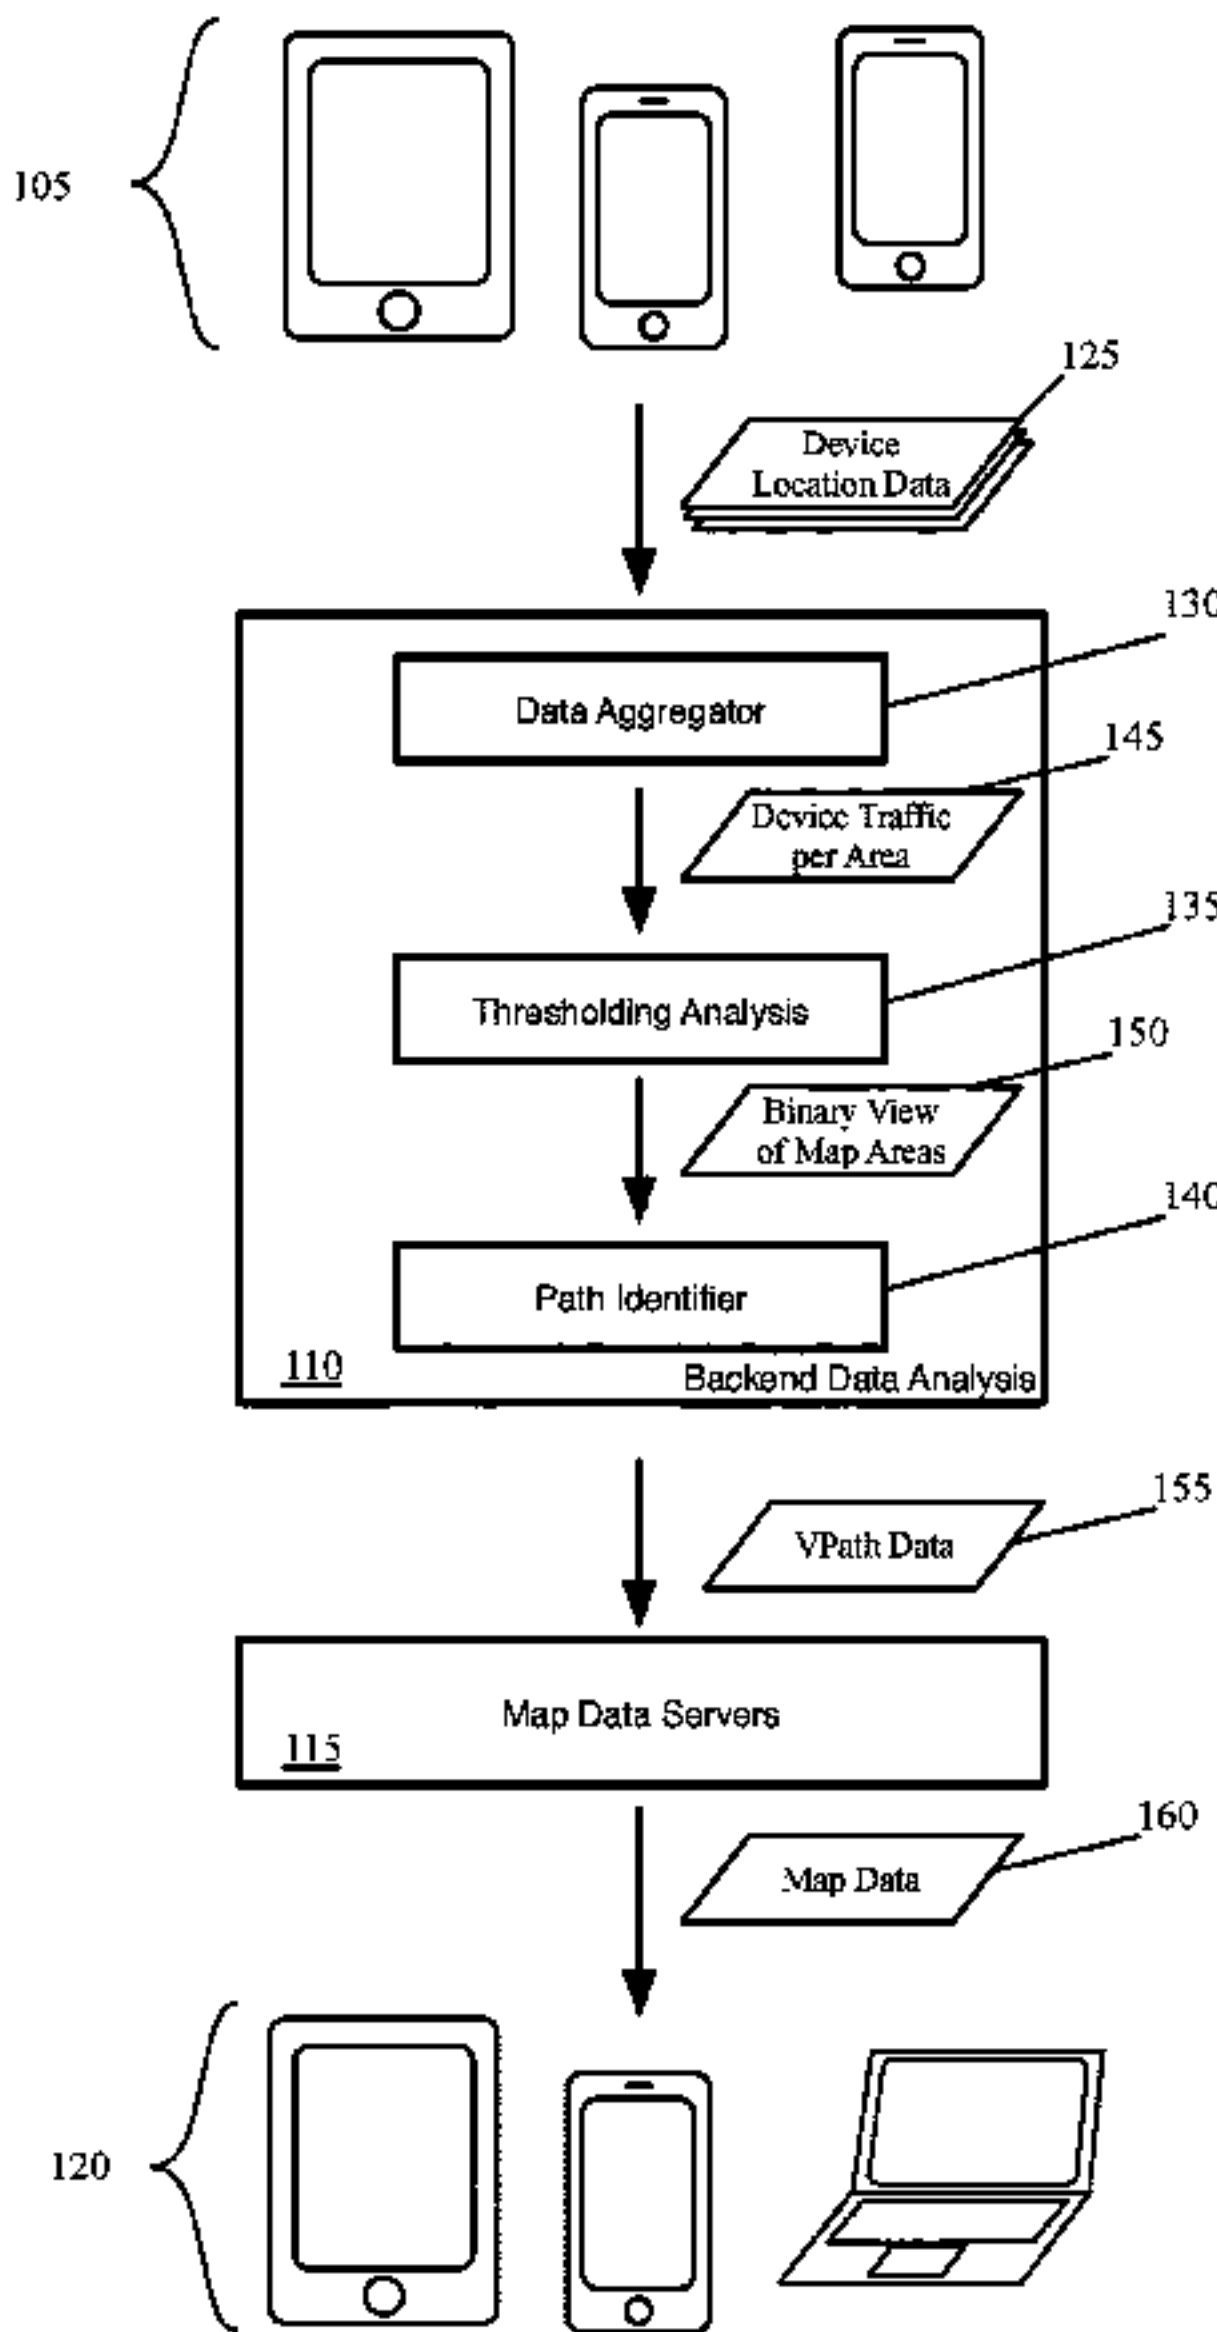 105
125
Device
Location Data
130
Data Aggregator
145
Device Traffic
per Area
135
Thresholding Analysis
150
Binary View
of Map Areas
140
Path Identifier
110
Backend Data Analysis
155
VPath Data
Map Data Servers
115
160
Map Data
120